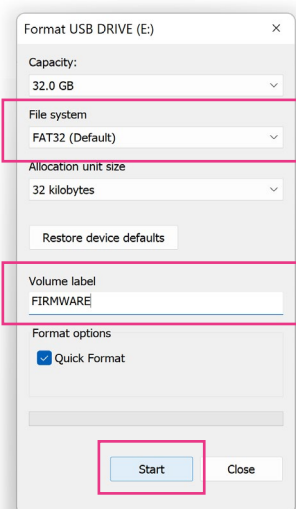 Format USB DRIVE (E:)
Capacity:
32.0 GB
File system
FAT32 (Default)
Allocation unit size
32 kilobytes
Restore device defaults
Volume label
FIRMWARE
Format options
Quick Format
Start Close